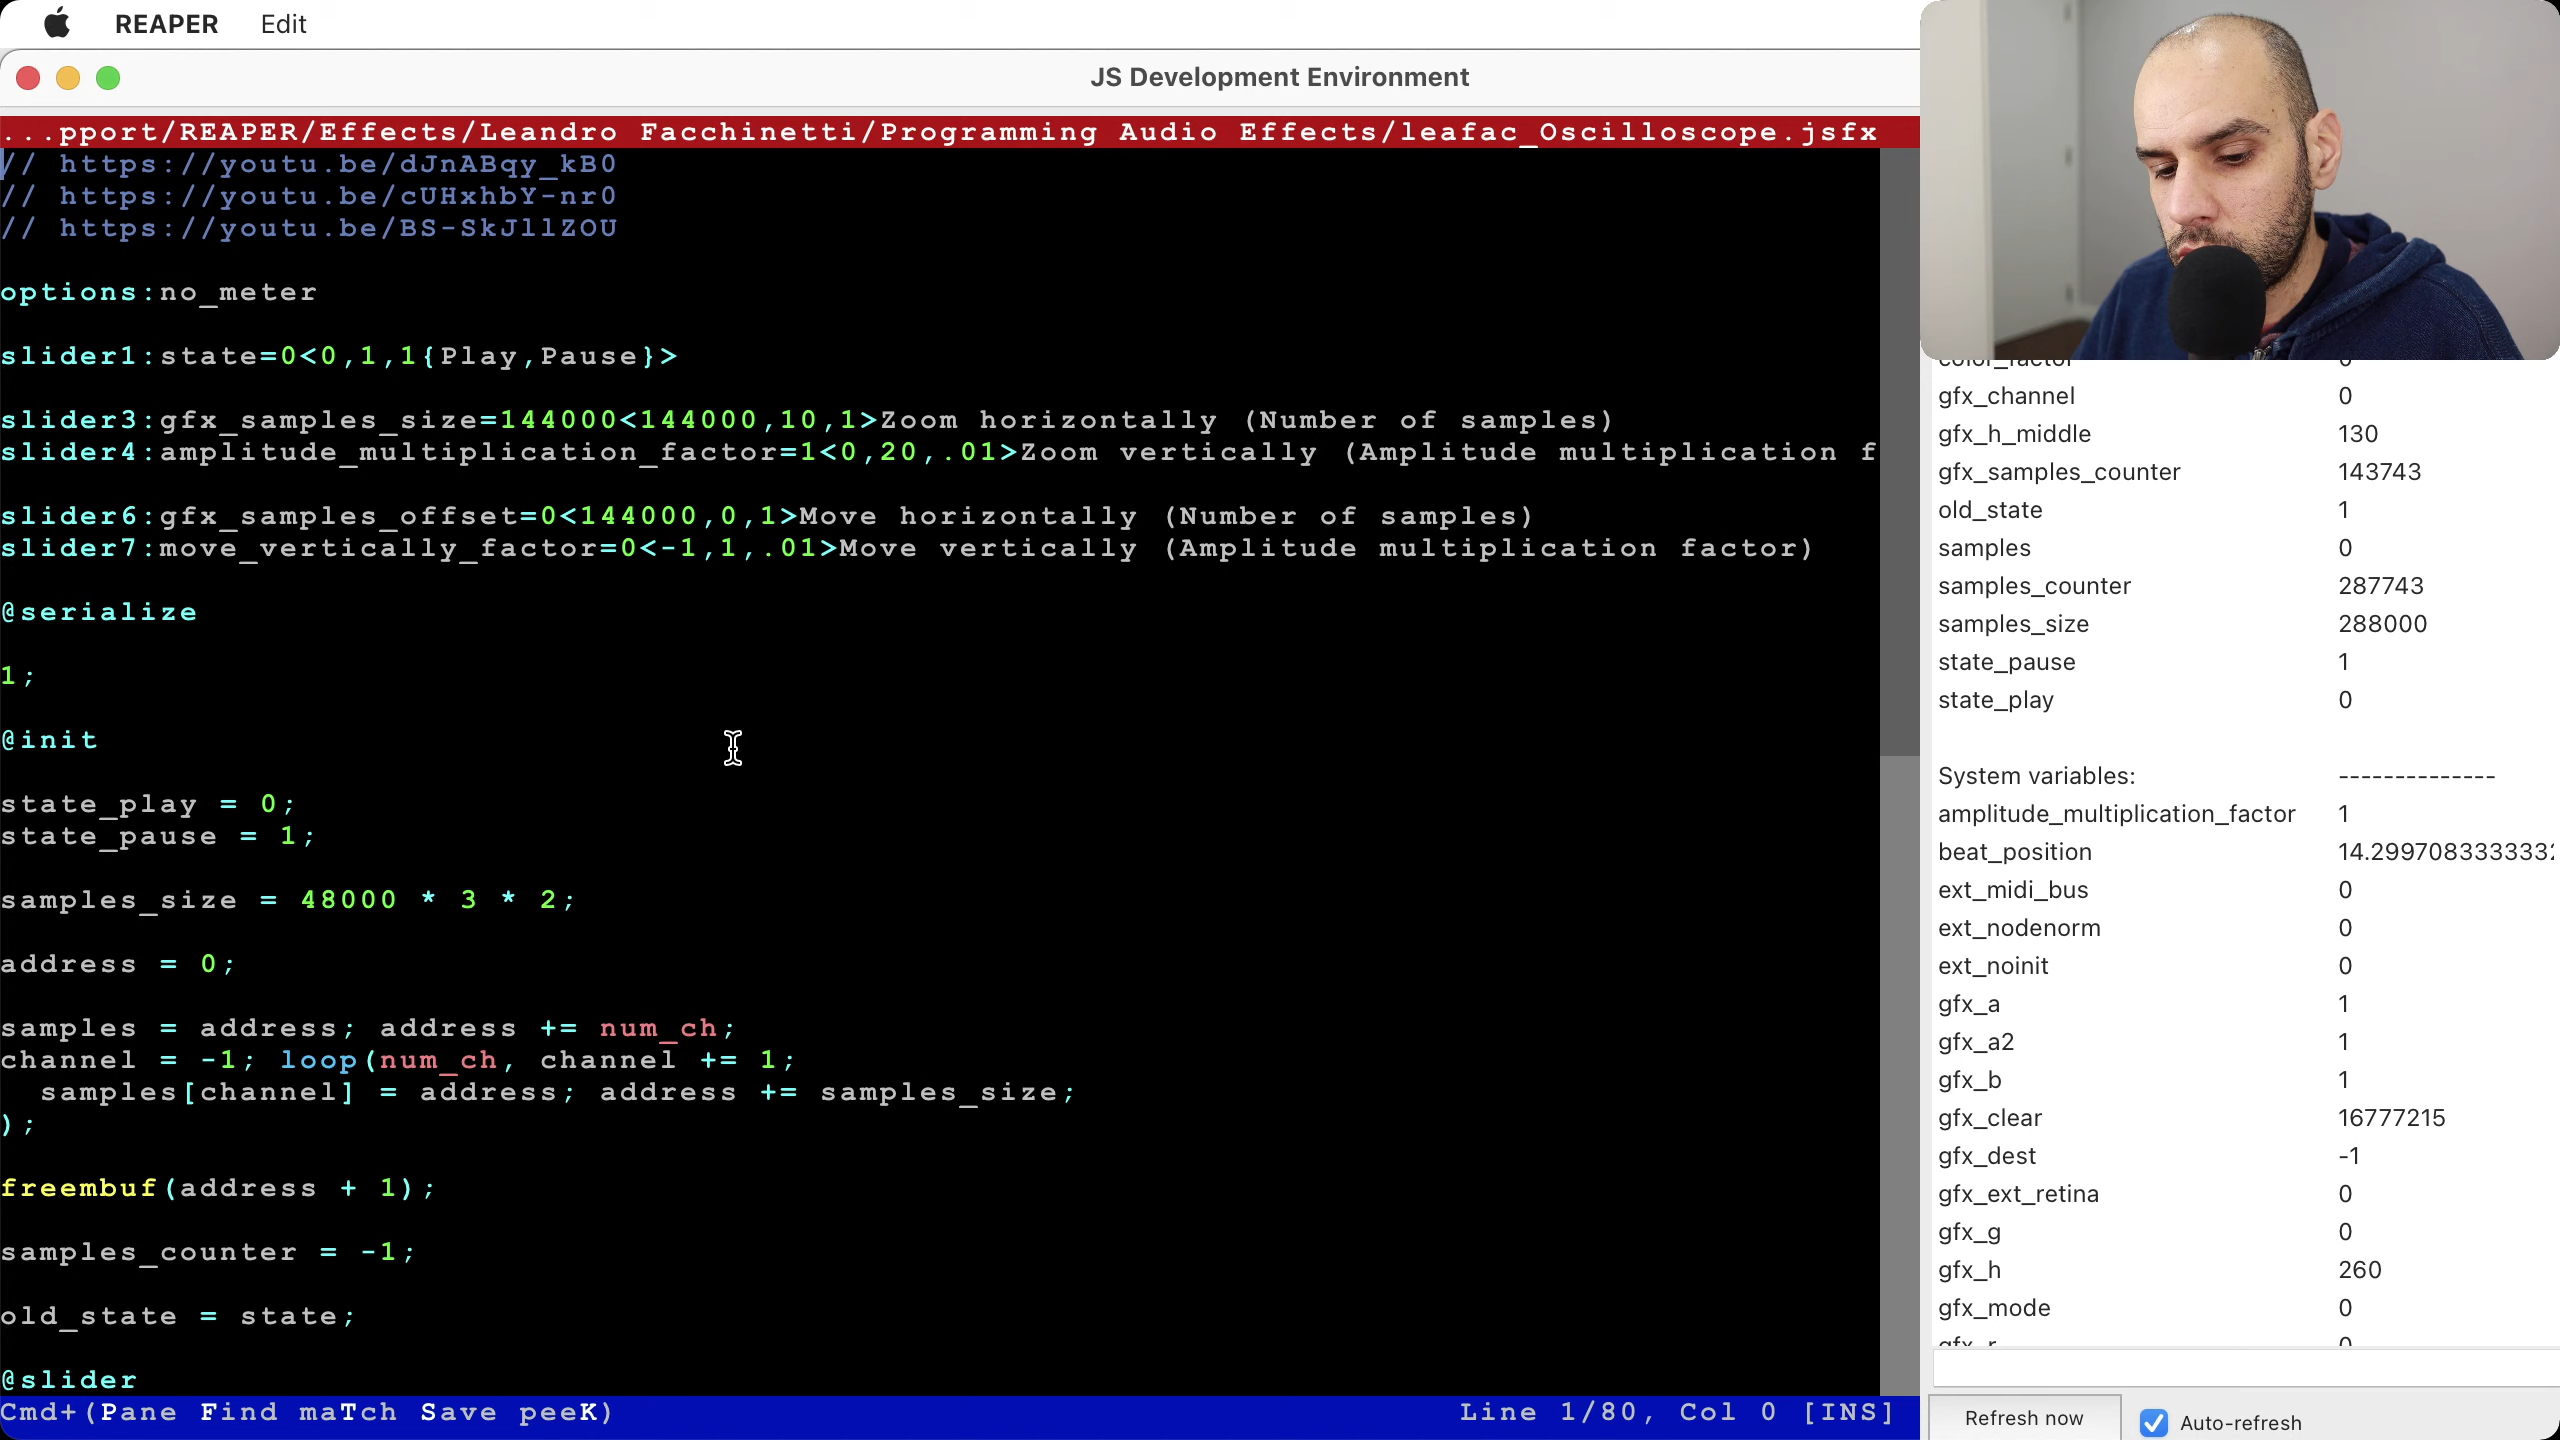 REAPER Edit
JS Development Environment
...pport/REAPER/Effects/Leandro Facchinetti/Programming Audio Effects/leafac_Oscilloscope.jsfx
// https://youtu.be/dJnABqy_kB0
// https://youtu.be/cUHxhbY-nr0
// https://youtu.be/BS-SkJllZOU
options:no_meter
slider1:state=0<0,1,1{Play,Pause}>
slider3:gfx_samples_size=144000<144000,10,1>Zoom horizontally (Number of samples)
slider4:amplitude_multiplication_factor=1<0,20,.01>Zoom vertically (Amplitude multiplication f
slider6:gfx_samples_offset=0<144000,0,1>Move horizontally (Number of samples)
slider7:move_vertically_factor=0<-1,1,.01>Move vertically (Amplitude multiplication factor)
@serialize
1;
@init
state_play = 0;
state_pause = 1;
samples_size = 48000 * 3 * 2;
address = 0;
samples = address; address += num_ch;
channel = -1; loop(num_ch, channel += 1;
samples[channel] = address; address += samples_size;
);
freembuf(address + 1);
samples_counter = -1;
old_state = state;
@slider
Cmd+(Pane Find maTch Save peeK) Line 1/80, Col 0 [INS]
gfx_channel 0
gfx_h_middle 130
gfx_samples_counter 143743
old_state 1
samples 0
samples_counter 287743
samples_size 288000
state_pause 1
state_play 0
System variables: --------------
amplitude_multiplication_factor 1
beat_position 14.2997083333333
ext_midi_bus 0
ext_nodenorm 0
ext_noinit 0
gfx_a 1
gfx_a2 1
gfx_b 1
gfx_clear 16777215
gfx_dest -1
gfx_ext_retina 0
gfx_g 0
gfx_h 260
gfx_mode 0
Refresh now Auto-refresh